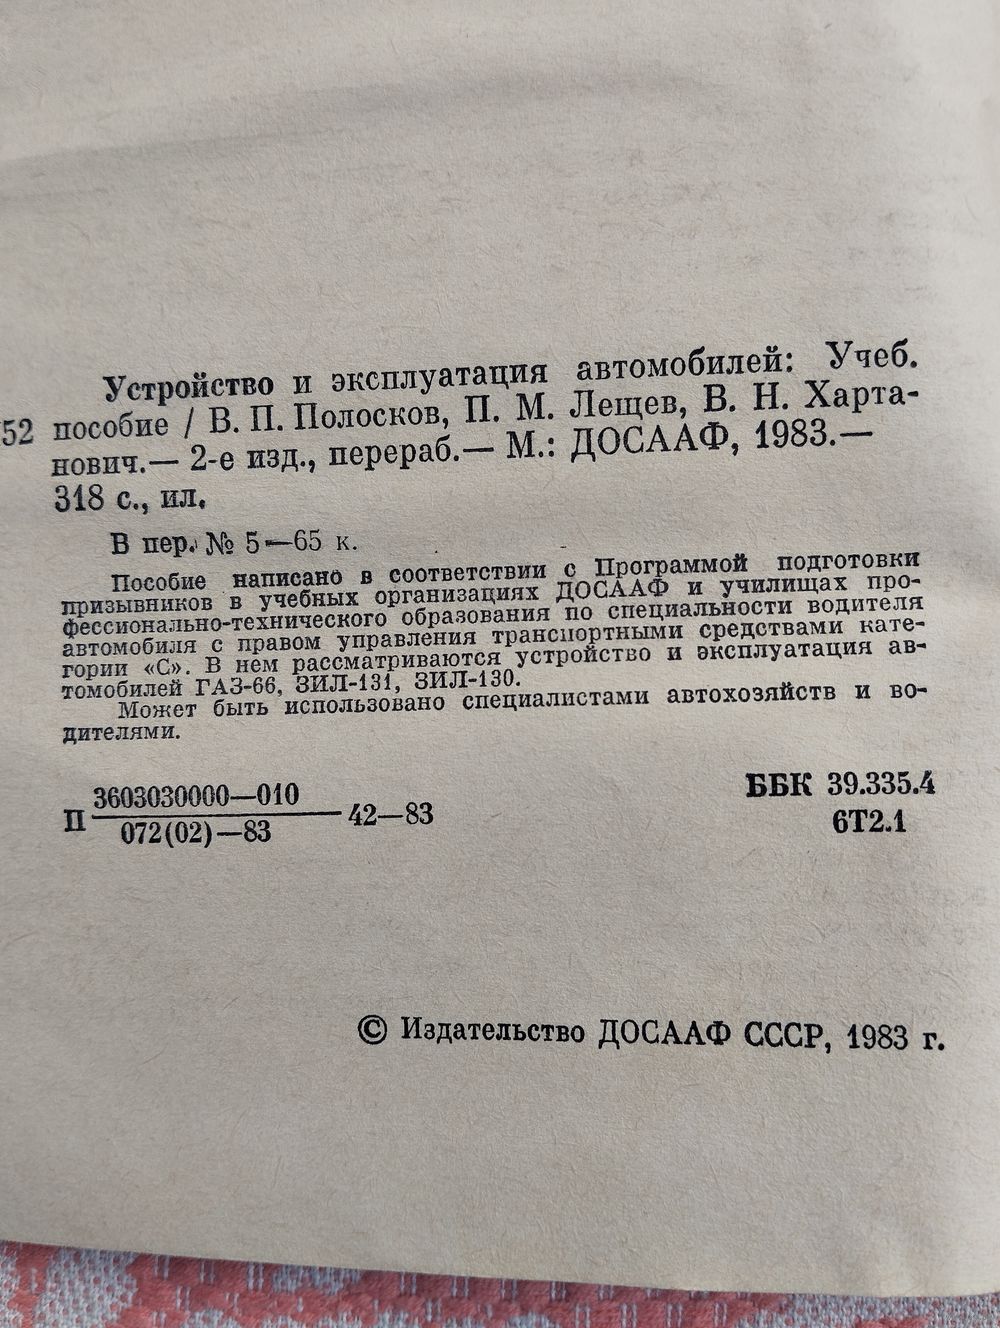 Устройство и эксплуатация автомобилей: Учеб.
52 пособие / В. П. Полосков, П. М. Лещев, В. Н. Харта-
нович.— 2-е изд., перераб.— М.: ДОСААФ, 1983.—
318 с., ил.
В пер. № 5—65 к.
Пособие написано в соответствии с Программой подготовки
призывников в учебных организациях ДОСААФ и училищах про-
фессионально-технического образования по специальности водителя
автомобиля с правом управления транспортными средствами кате-
гории «С». В нем рассматриваются устройство и эксплуатация ав-
томобилей ГАЗ-66, ЗИЛ-131, ЗИЛ-130.
Может быть использовано специалистами автохозяйств и во-
дителями.
П 3603030000—010
072(02)—83 42—83
ББК 39.335.4
6Т2.1
© Издательство ДОСААФ СССР, 1983 г.